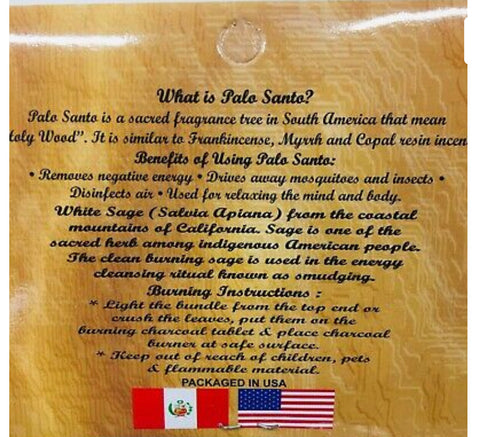 What is Palo Santo?
Palo Santo is a sacred fragrance tree in South America that mean
oly Wood". It is similar to Frankincense, Myrrh and Copal resin incen
Benefits of Using Palo Santo:
• Removes negative energy • Drives away mosquitoes and insects •
Disinfects air • Used for relaxing the mind and body.
White Sage (Salvia Apiana) from the coastal
mountains of California. Sage is one of the
sacred herb among indigenous American people.
The clean burning sage is used in the energy
cleansing ritual known as smudging.
Burning Instructions :
* Light the bundle from the top end or
crush the leaves, put them on the
burning charcoal tablet & place charcoal
burner at safe surface.
* Keep out of reach of children, pets
& flammable material.
PACKAGED IN USA